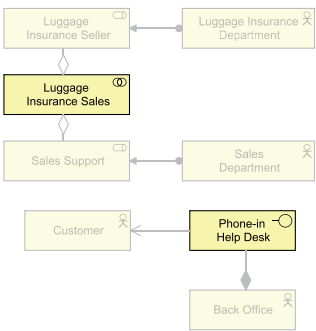 Luggage
Insurance Seller
Luggage Insurance
Department
Luggage
Insurance Sales
Sales Support
Sales
Department
Customer
Phone-in
Help Desk
Back Office